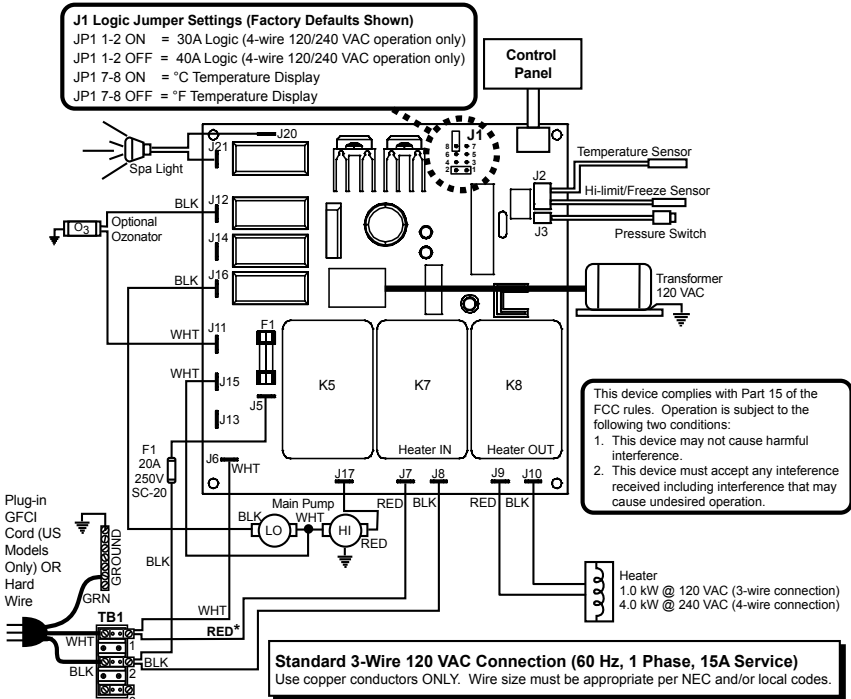 J1 Logic Jumper Settings (Factory Defaults Shown)
JP1 1-2 ON = 30A Logic (4-wire 120/240 VAC operation only)
JP1 1-2 OFF = 40A Logic (4-wire 120/240 VAC operation only)
JP1 7-8 ON = °C Temperature Display
JP1 7-8 OFF = °F Temperature Display
Control
Panel
J1
8 7
6 5
4 3
2 1
J20
J21
Spa Light
Temperature Sensor
J2
Hi-limit/Freeze Sensor
J3
Pressure Switch
BLK J12
O3
Optional
Ozonator
J14
BLK J16
Transformer
120 VAC
WHT J11
F1
WHT J15
J13
J5
K5
K7
K8
Heater IN
Heater OUT
This device complies with Part 15 of the
FCC rules. Operation is subject to the
following two conditions:
1. This device may not cause harmful
interference.
2. This device must accept any inteference
received including interference that may
cause undesired operation.
F1
20A
250V
SC-20
J6
WHT
J17
J7
J8
J9
J10
RED BLK
RED BLK
Main Pump
BLK
LO
WHT
HI
RED
Plug-in
GFCI
Cord (US
Models
Only) OR
Hard
Wire
GROUND
GRN
BLK
WHT
TB1
RED*
WHT
1
BLK
BLK
2
Heater
1.0 kW @ 120 VAC (3-wire connection)
4.0 kW @ 240 VAC (4-wire connection)
Standard 3-Wire 120 VAC Connection (60 Hz, 1 Phase, 15A Service)
Use copper conductors ONLY. Wire size must be appropriate per NEC and/or local codes.